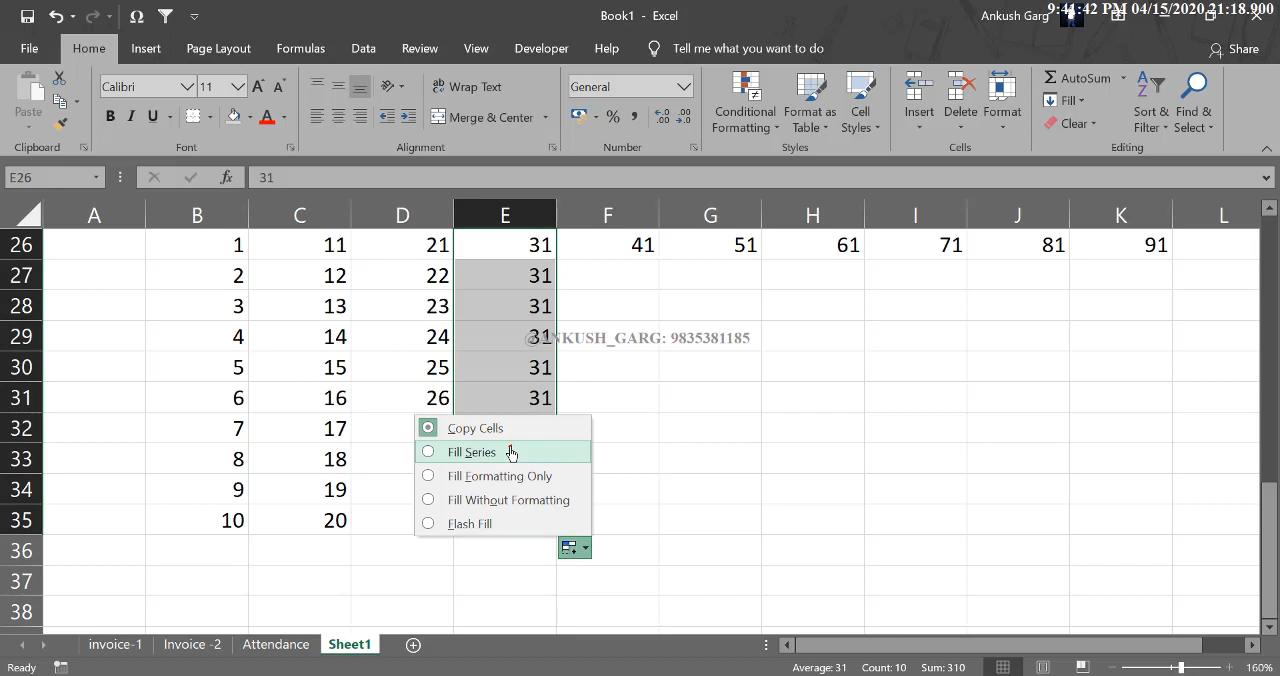 Book1 - Excel
Ankush Garg
9:41:42 PM 04/15/2020 21:18.900
File Home Insert Page Layout Formulas Data Review View Developer Help Tell me what you want to do Share
Calibri 11 Wrap Text General AutoSum
Paste Merge & Center Conditional Formatting Format as Table Cell Styles Insert Delete Format Fill Clear Sort & Filter Find & Select
Clipboard Font Alignment Number Styles Cells Editing
E26 fx 31
A B C D E F G H I J K L
26 1 11 21 31 41 51 61 71 81 91
27 2 12 22 31
28 3 13 23 31
29 4 14 24 31
@ANKUSH_GARG: 9835381185
30 5 15 25 31
31 6 16 26 31
32 7 17
33 8 18
34 9 19
35 10 20
36
37
38
Copy Cells
Fill Series
Fill Formatting Only
Fill Without Formatting
Flash Fill
invoice-1 Invoice -2 Attendance Sheet1
Ready Average: 31 Count: 10 Sum: 310 160%